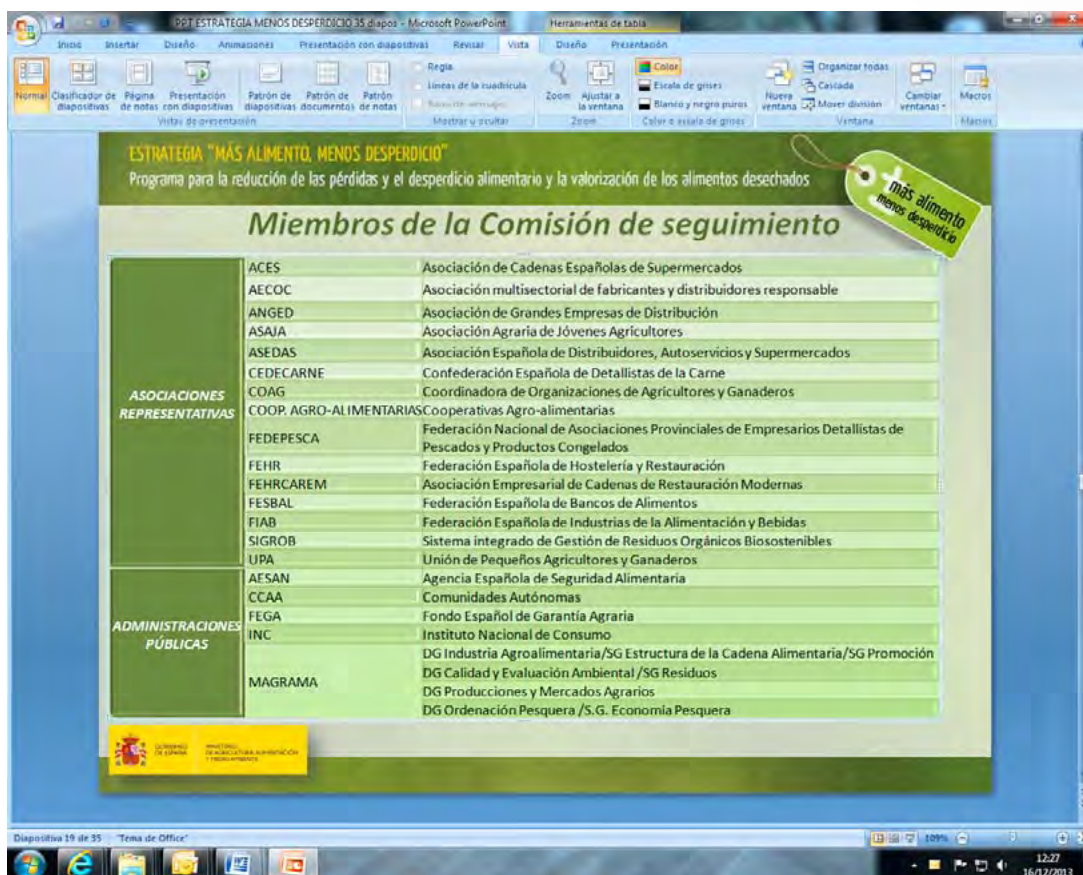 PPT ESTRATEGIA MENOS DESPERDICIO 35 diapos - Microsoft PowerPoint
Herramientas de tabla
Inicio Insertar Diseño Animaciones Presentación con diapositivas Revisar Vista Diseño Presentación
Normal
Clasificador de diapositivas
Página de notas
Presentación con diapositivas
Patrón de diapositivas
Patrón de documentos
Patrón de notas
Vistas de presentación
Regla
Líneas de la cuadrícula
Mostrar u ocultar
Zoom
Ajustar a la ventana
Zoom
Color
Escala de grises
Blanco y negro puros
Color o escala de grises
Nueva ventana
Organizar todas
Cascada
Mover división
Cambiar ventanas
Ventana
Macros
Macros
ESTRATEGIA "MÁS ALIMENTO, MENOS DESPERDICIO"
Programa para la reducción de las pérdidas y el desperdicio alimentario y la valorización de los alimentos desechados
más alimento
menos desperdicio
Miembros de la Comisión de seguimiento
ASOCIACIONES
REPRESENTATIVAS
ACES Asociación de Cadenas Españolas de Supermercados
AECOC Asociación multisectorial de fabricantes y distribuidores responsable
ANGED Asociación de Grandes Empresas de Distribución
ASAJA Asociación Agraria de Jóvenes Agricultores
ASEDAS Asociación Española de Distribuidores, Autoservicios y Supermercados
CEDECARNE Confederación Española de Detallistas de la Carne
COAG Coordinadora de Organizaciones de Agricultores y Ganaderos
COOP. AGRO-ALIMENTARIAS Cooperativas Agro-alimentarias
FEDEPESCA Federación Nacional de Asociaciones Provinciales de Empresarios Detallistas de
Pescados y Productos Congelados
FEHR Federación Española de Hostelería y Restauración
FEHRCAREM Asociación Empresarial de Cadenas de Restauración Modernas
FESBAL Federación Española de Bancos de Alimentos
FIAB Federación Española de Industrias de la Alimentación y Bebidas
SIGROB Sistema integrado de Gestión de Residuos Orgánicos Biosostenibles
UPA Unión de Pequeños Agricultores y Ganaderos
ADMINISTRACIONES
PÚBLICAS
AESAN Agencia Española de Seguridad Alimentaria
CCAA Comunidades Autónomas
FEGA Fondo Español de Garantía Agraria
INC Instituto Nacional de Consumo
MAGRAMA
DG Industria Agroalimentaria/SG Estructura de la Cadena Alimentaria/SG Promoción
DG Calidad y Evaluación Ambiental /SG Residuos
DG Producciones y Mercados Agrarios
DG Ordenación Pesquera /S.G. Economía Pesquera
GOBIERNO
DE ESPAÑA
MINISTERIO
DE AGRICULTURA, ALIMENTACIÓN
Y MEDIO AMBIENTE
Diapositiva 19 de 35 "Tema de Office"
109%
12:27
16/12/2013